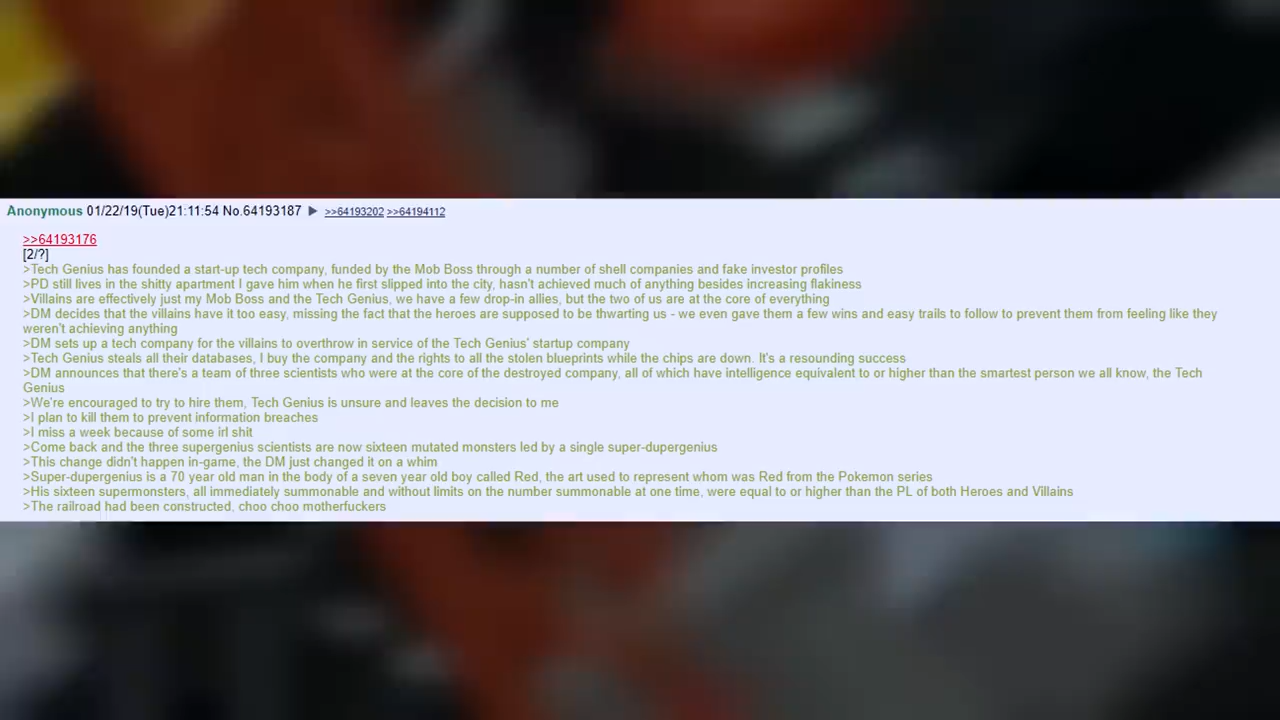 Anonymous 01/22/19(Tue)21:11:54 No.64193187 ▶ >>64193202 >>64194112
>>64193176
[2/?]
>Tech Genius has founded a start-up tech company, funded by the Mob Boss through a number of shell companies and fake investor profiles
>PD still lives in the shitty apartment I gave him when he first slipped into the city, hasn't achieved much of anything besides increasing flakiness
>Villains are effectively just my Mob Boss and the Tech Genius, we have a few drop-in allies, but the two of us are at the core of everything
>DM decides that the villains have it too easy, missing the fact that the heroes are supposed to be thwarting us - we even gave them a few wins and easy trails to follow to prevent them from feeling like they
weren't achieving anything
>DM sets up a tech company for the villains to overthrow in service of the Tech Genius' startup company
>Tech Genius steals all their databases, I buy the company and the rights to all the stolen blueprints while the chips are down. It's a resounding success
>DM announces that there's a team of three scientists who were at the core of the destroyed company, all of which have intelligence equivalent to or higher than the smartest person we all know, the Tech
Genius
>We're encouraged to try to hire them, Tech Genius is unsure and leaves the decision to me
>I plan to kill them to prevent information breaches
>I miss a week because of some irl shit
>Come back and the three supergenius scientists are now sixteen mutated monsters led by a single super-dupergenius
>This change didn't happen in-game, the DM just changed it on a whim
>Super-dupergenius is a 70 year old man in the body of a seven year old boy called Red, the art used to represent whom was Red from the Pokemon series
>His sixteen supermonsters, all immediately summonable and without limits on the number summonable at one time, were equal to or higher than the PL of both Heroes and Villains
>The railroad had been constructed, choo choo motherfuckers